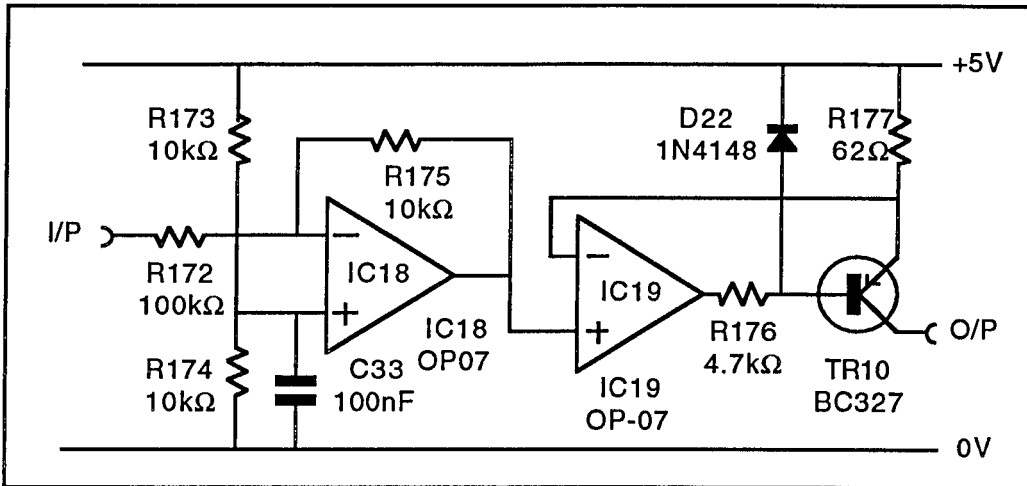 +5V
R173
10kΩ
D22
1N4148
R177
62Ω
R175
10kΩ
I/P
R172
100kΩ
−
IC18
+
IC18
OP07
−
IC19
+
R176
4.7kΩ
O/P
R174
10kΩ
C33
100nF
IC19
OP-07
TR10
BC327
0V